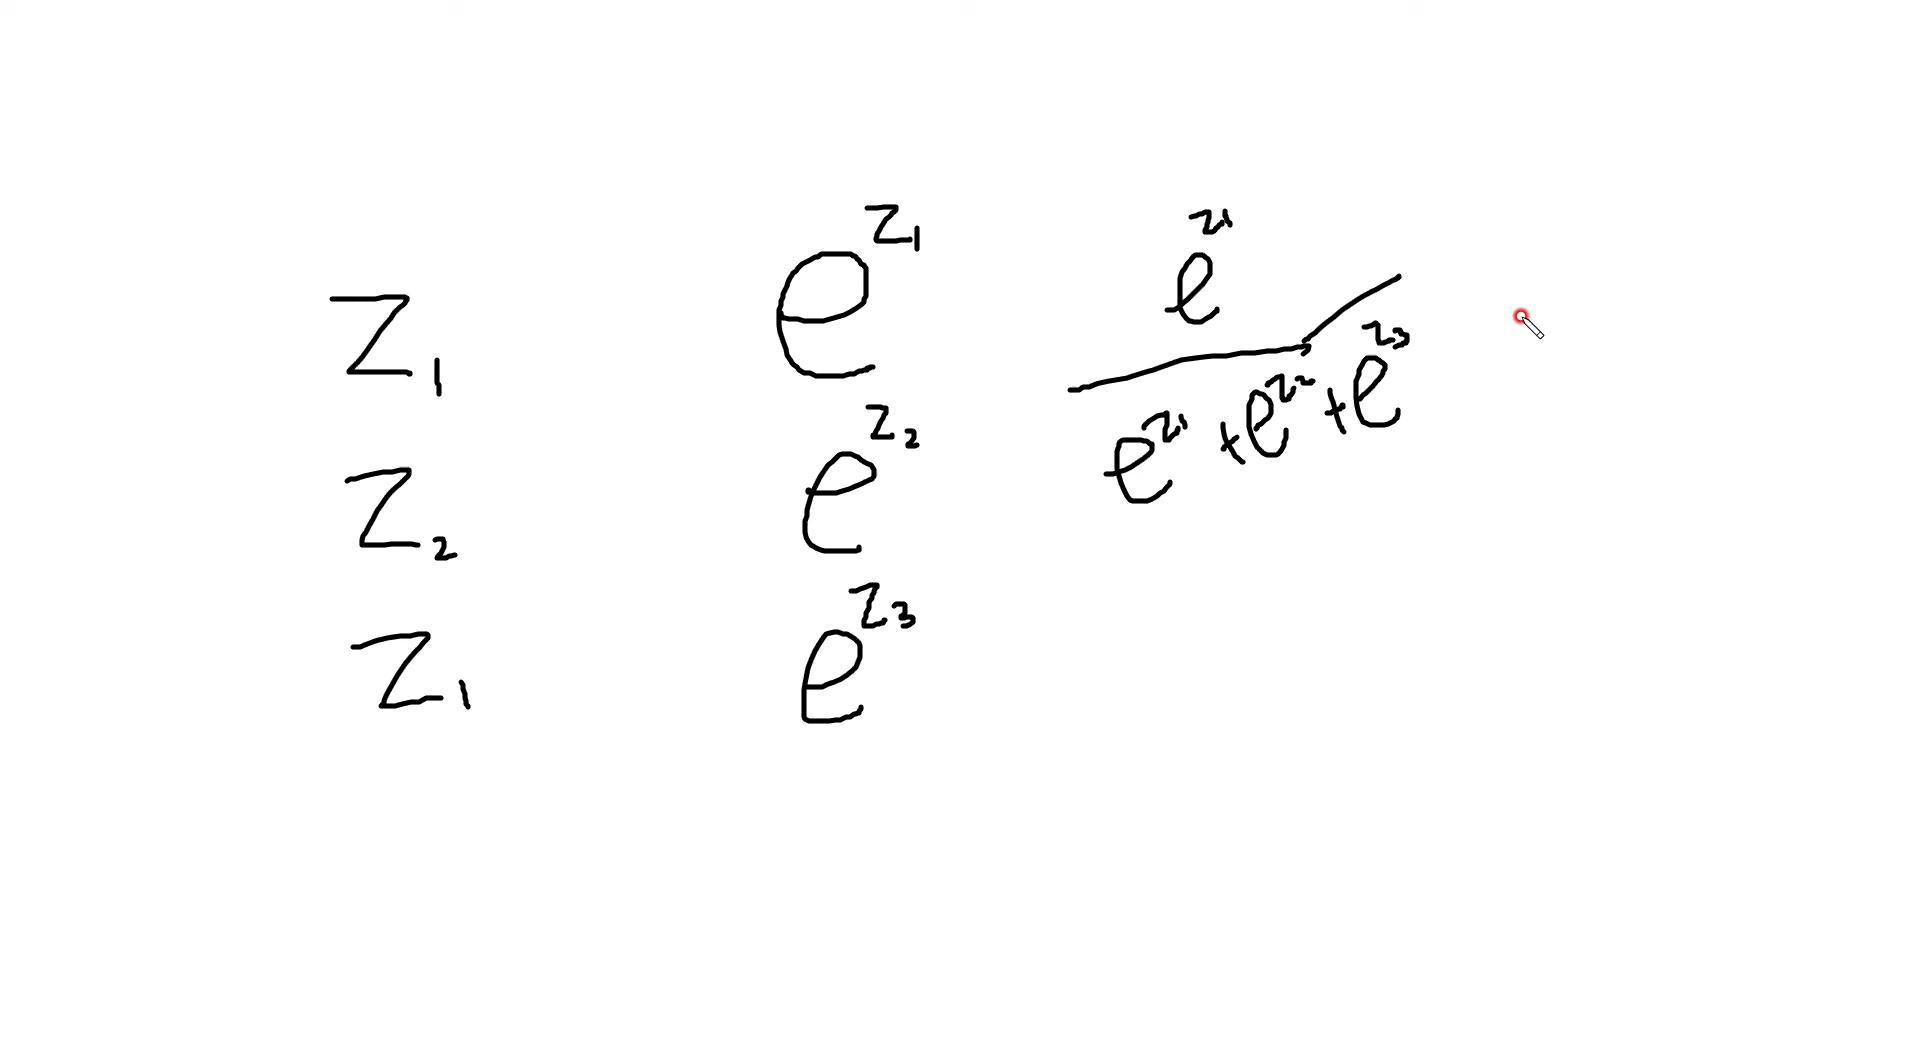 z₁ e^z₁ e^z₁ / (e^z₁ + e^z₂ + e^z₃)
z₂ e^z₂
z₁ e^z₃